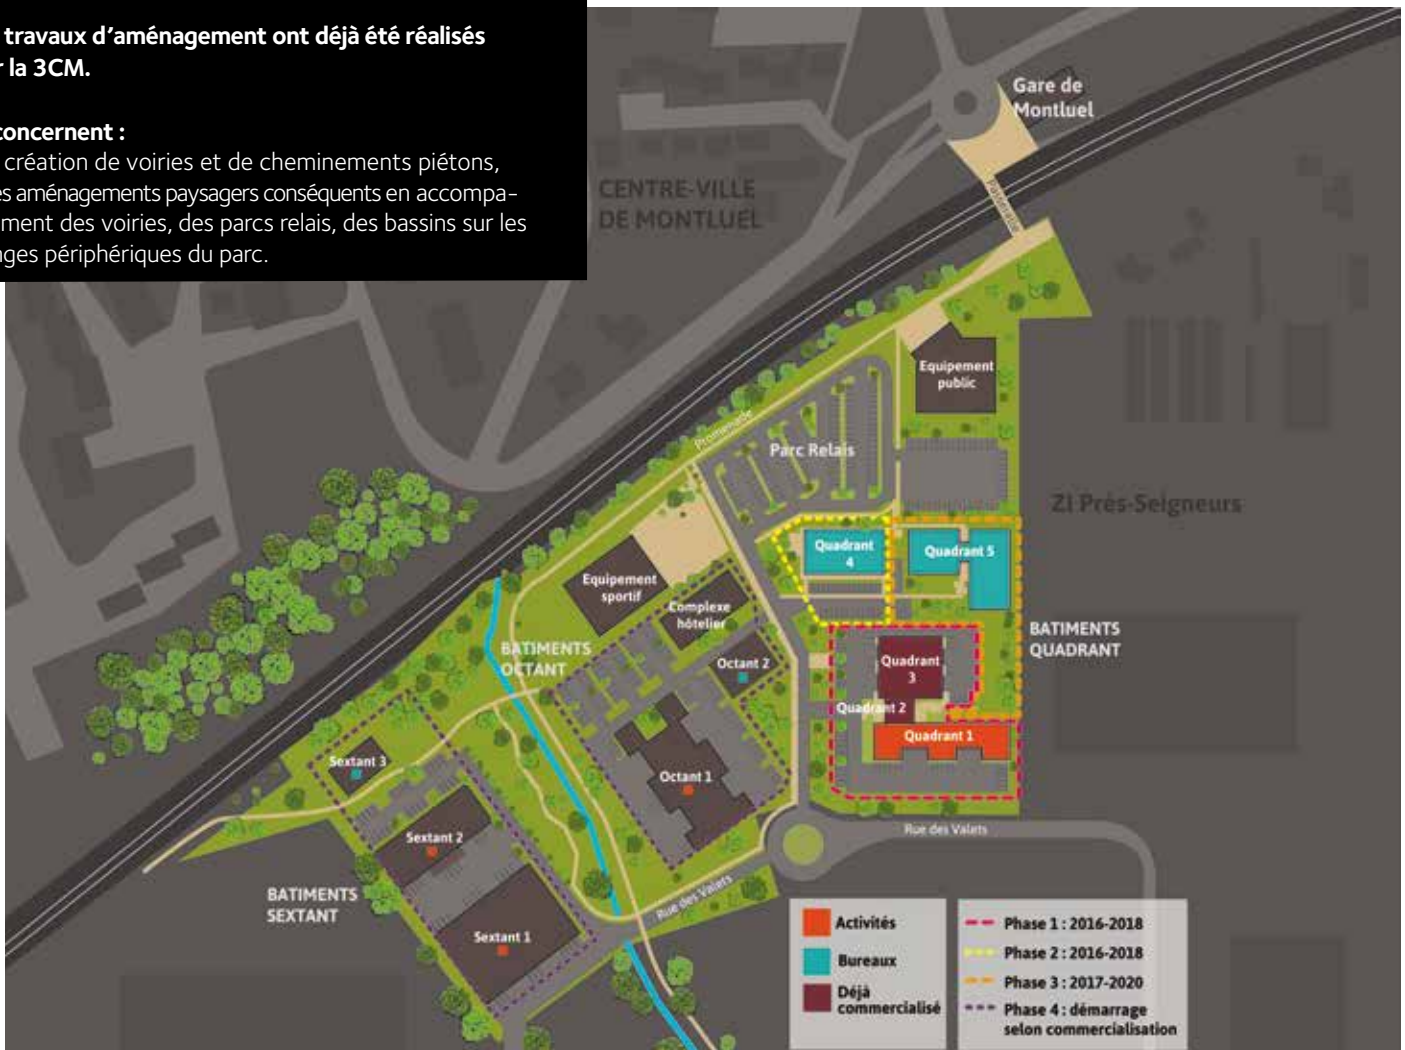 travaux d'aménagement ont déjà été réalisés
r la 3CM.
concernent :
création de voiries et de cheminements piétons,
es aménagements paysagers conséquents en accompa-
ment des voiries, des parcs relais, des bassins sur les
nges périphériques du parc.
Gare de
Montluel
Passerelle
CENTRE-VILLE
DE MONTLUEL
Equipement
public
Promenade
Parc Relais
ZI Près-Seigneurs
Quadrant
4
Quadrant 5
Equipement
sportif
Complexe
hôtelier
BATIMENTS
QUADRANT
BATIMENTS
OCTANT
Octant 2
Quadrant
3
Quadrant 2
Quadrant 1
Sextant 3
Octant 1
Sextant 2
Rue des Valets
BATIMENTS
SEXTANT
Rue des Valets
Sextant 1
Activités
Bureaux
Déjà
commercialisé
Phase 1 : 2016-2018
Phase 2 : 2016-2018
Phase 3 : 2017-2020
Phase 4 : démarrage
selon commercialisation